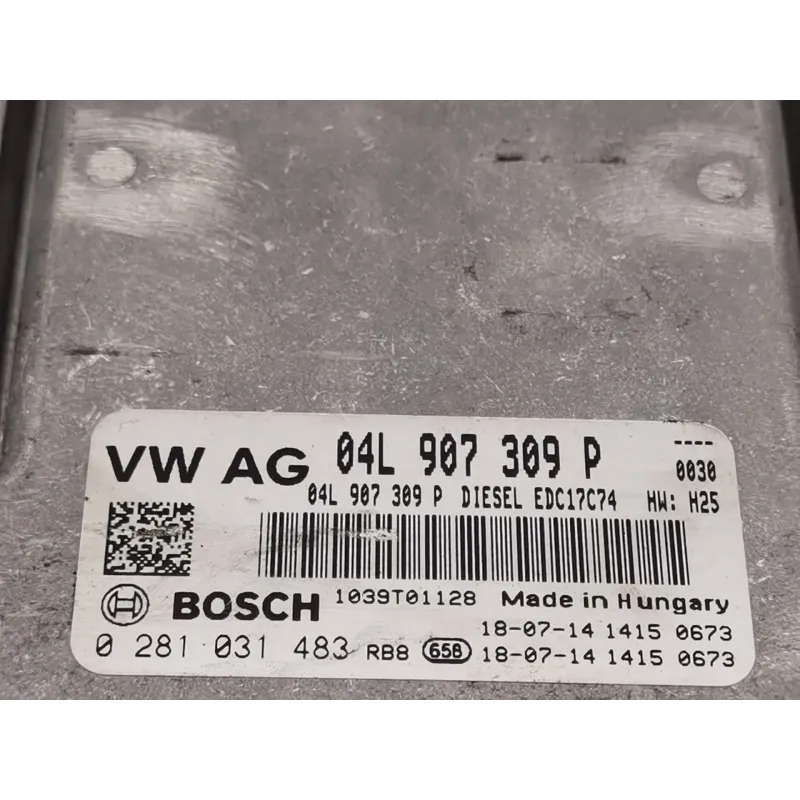 VW AG 04L 907 309 P ----
0030
04L 907 309 P DIESEL EDC17C74 HW: H25
BOSCH 1039T01128 Made in Hungary
18-07-14 1415 0673
0 281 031 483 RB8 658 18-07-14 1415 0673